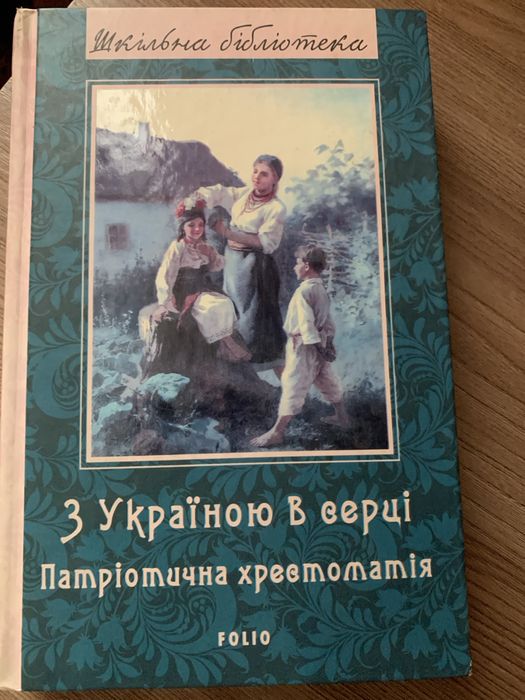 Шкільна бібліотека
З Україною в серці
Патріотична хрестоматія
FOLIO